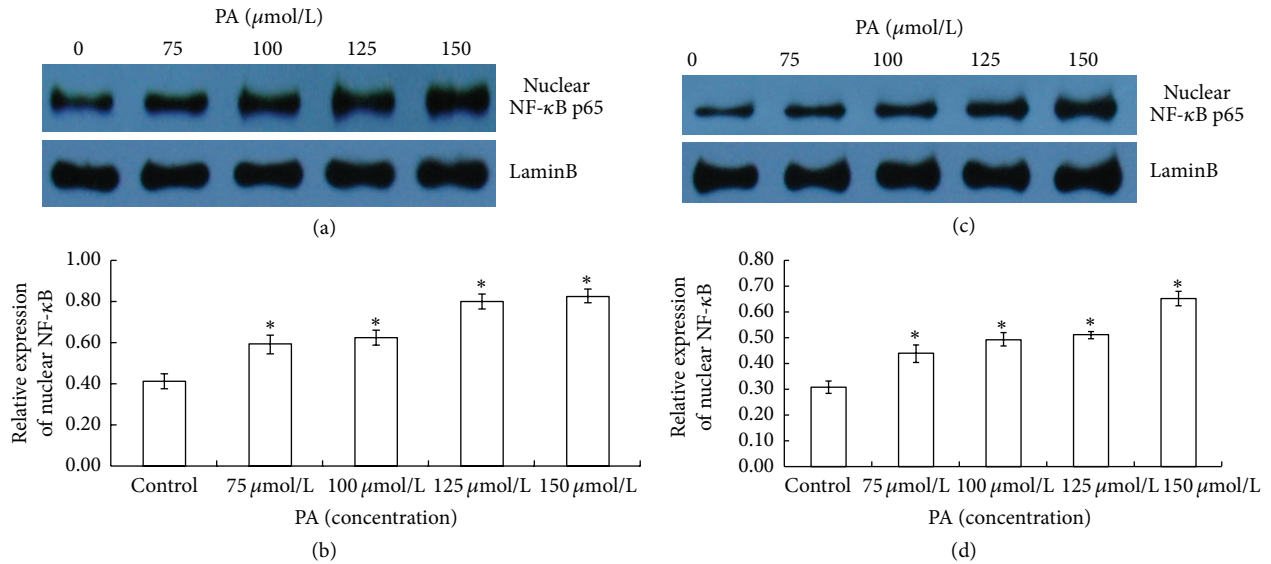 PA (μmol/L)
0 75 100 125 150
Nuclear
NF-κB p65
LaminB
(a)
Relative expression
of nuclear NF-κB
1.00
0.80
0.60
0.40
0.20
0.00
* * * *
Control 75 μmol/L 100 μmol/L 125 μmol/L 150 μmol/L
PA (concentration)
(b)
PA (μmol/L)
0 75 100 125 150
Nuclear
NF-κB p65
LaminB
(c)
Relative expression
of nuclear NF-κB
0.80
0.70
0.60
0.50
0.40
0.30
0.20
0.10
0.00
* * * *
Control 75 μmol/L 100 μmol/L 125 μmol/L 150 μmol/L
PA (concentration)
(d)